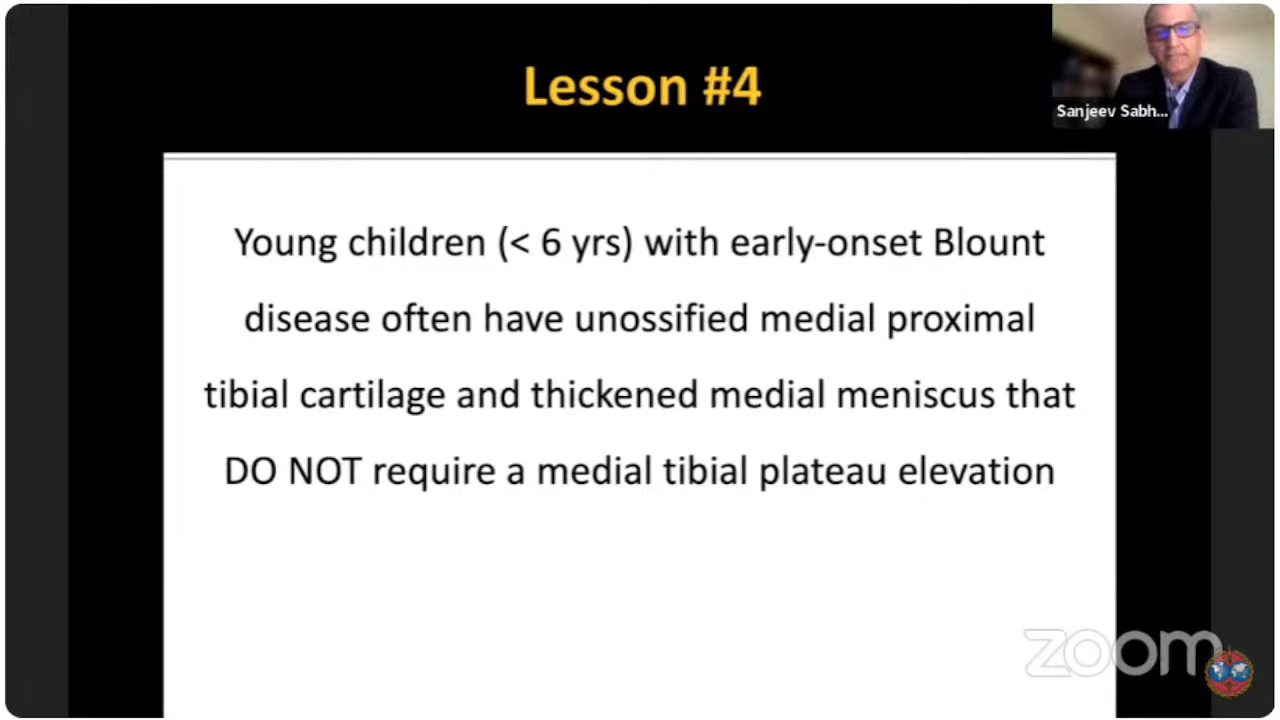 Lesson #4
Sanjeev Sabh...
Young children (< 6 yrs) with early-onset Blount
disease often have unossified medial proximal
tibial cartilage and thickened medial meniscus that
DO NOT require a medial tibial plateau elevation
zoom